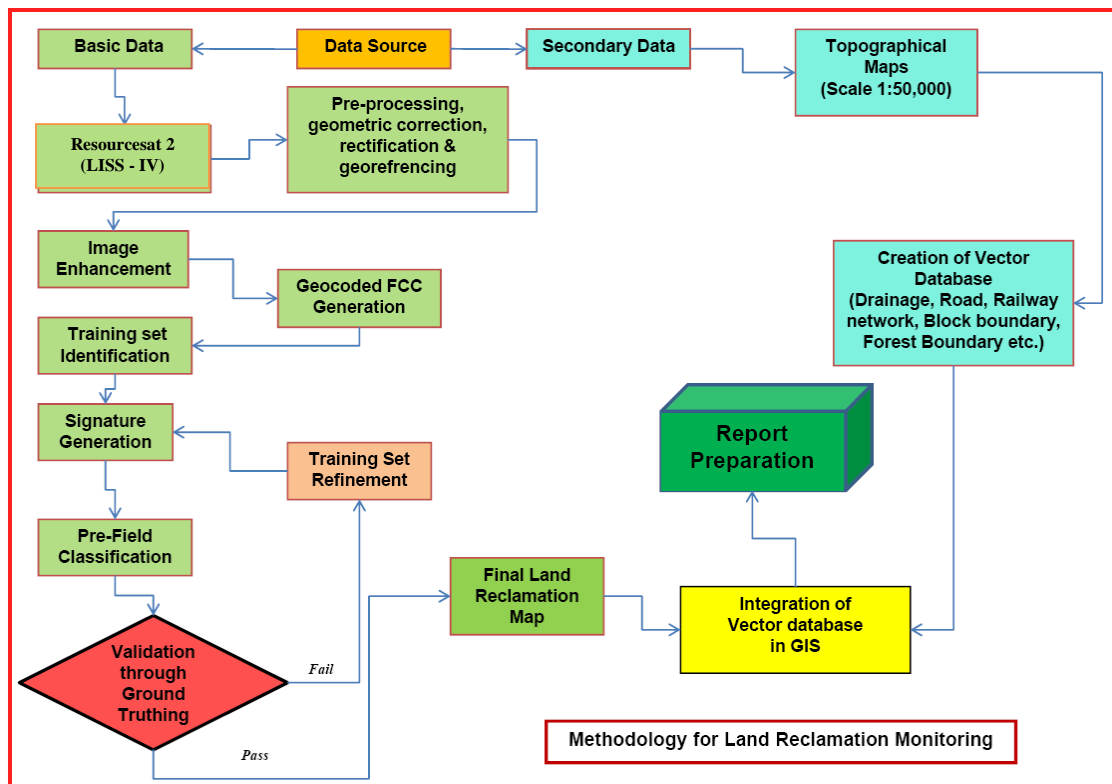 Basic Data
Data Source
Secondary Data
Topographical
Maps
(Scale 1:50,000)
Resourcesat 2
(LISS - IV)
Pre-processing,
geometric correction,
rectification &
georefrencing
Image
Enhancement
Geocoded FCC
Generation
Creation of Vector
Database
(Drainage, Road, Railway
network, Block boundary,
Forest Boundary etc.)
Training set
Identification
Signature
Generation
Training Set
Refinement
Report
Preparation
Pre-Field
Classification
Final Land
Reclamation
Map
Integration of
Vector database
in GIS
Validation
through
Ground
Truthing
Fail
Pass
Methodology for Land Reclamation Monitoring